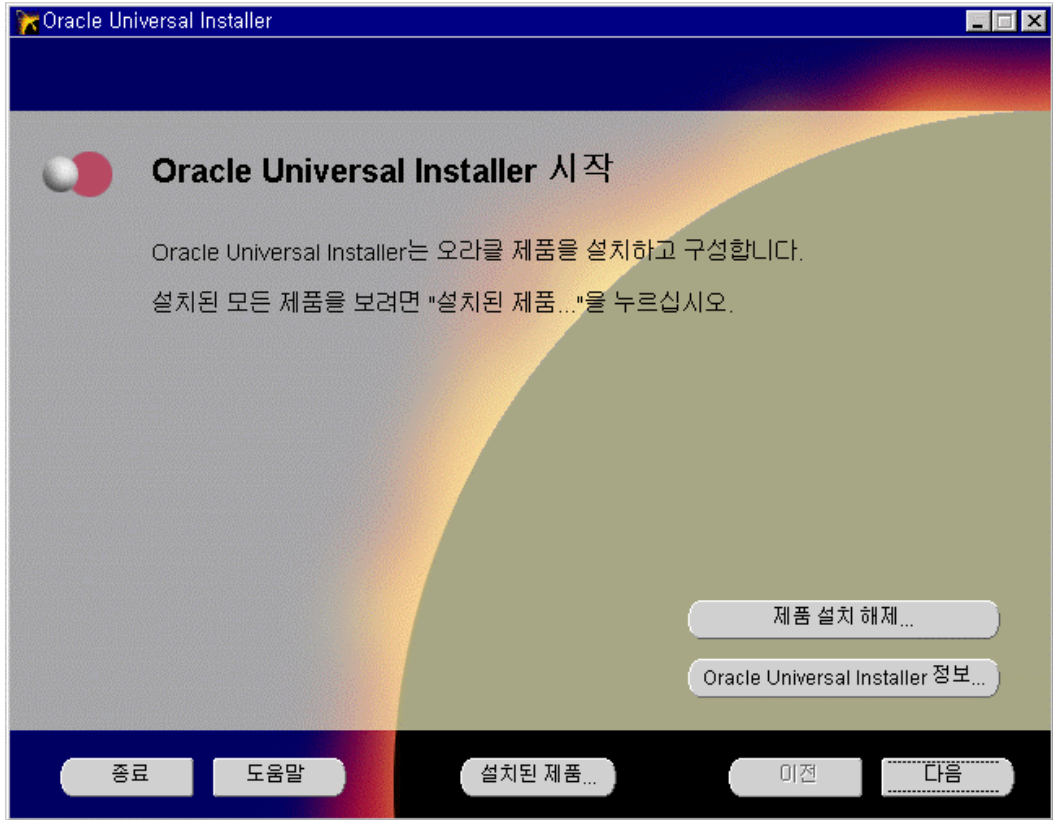 Oracle Universal Installer
Oracle Universal Installer 시작
Oracle Universal Installer는 오라클 제품을 설치하고 구성합니다.
설치된 모든 제품을 보려면 "설치된 제품..."을 누르십시오.
제품 설치 해제...
Oracle Universal Installer 정보...
종료 도움말 설치된 제품... 이전 다음